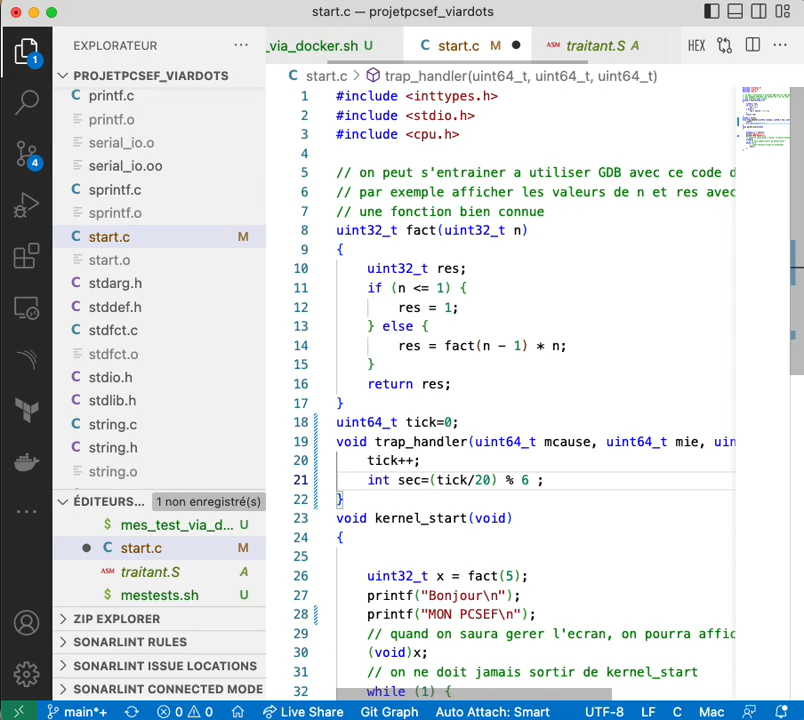 start.c — projetpcsef_viardots
EXPLORATEUR
_via_docker.sh U
C start.c M
ASM traitant.S A
HEX
PROJETPCSEF_VIARDOTS
C start.c > trap_handler(uint64_t, uint64_t, uint64_t)
1
4
C printf.c
printf.o
serial_io.o
serial_io.oo
C sprintf.c
sprintf.o
C start.c M
start.o
C stdarg.h
C stddef.h
C stdfct.c
stdfct.o
C stdio.h
C stdlib.h
C string.c
C string.h
string.o
ÉDITEURS... 1 non enregistré(s)
$ mes_test_via_d... U
C start.c M
ASM traitant.S A
$ mestests.sh U
ZIP EXPLORER
SONARLINT RULES
SONARLINT ISSUE LOCATIONS
SONARLINT CONNECTED MODE
1 #include <inttypes.h>
2 #include <stdio.h>
3 #include <cpu.h>
4
5 // on peut s'entrainer a utiliser GDB avec ce code d
6 // par exemple afficher les valeurs de n et res avec
7 // une fonction bien connue
8 uint32_t fact(uint32_t n)
9 {
10 uint32_t res;
11 if (n <= 1) {
12 res = 1;
13 } else {
14 res = fact(n - 1) * n;
15 }
16 return res;
17 }
18 uint64_t tick=0;
19 void trap_handler(uint64_t mcause, uint64_t mie, uin
20 tick++;
21 int sec=(tick/20) % 6 ;
22 }
23 void kernel_start(void)
24 {
25
26 uint32_t x = fact(5);
27 printf("Bonjour\n");
28 printf("MON PCSEF\n");
29 // quand on saura gerer l'ecran, on pourra affic
30 (void)x;
31 // on ne doit jamais sortir de kernel_start
32 while (1) {
main*+ 0 0 Live Share Git Graph Auto Attach: Smart UTF-8 LF C Mac